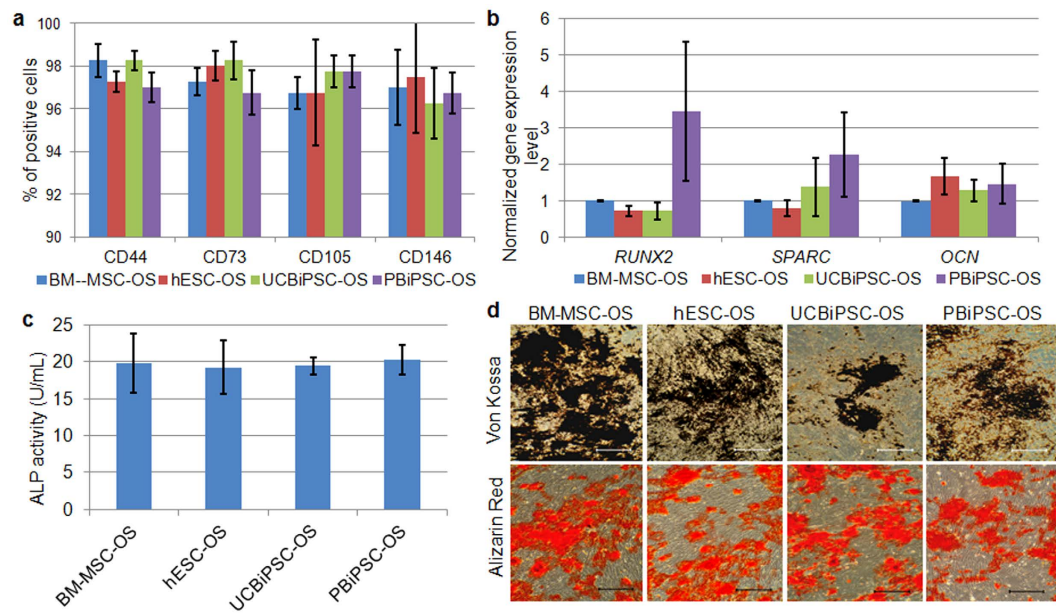 a
% of positive cells
100
98
96
94
92
90
CD44 CD73 CD105 CD146
BM--MSC-OS hESC-OS UCBiPSC-OS PBiPSC-OS
b
Normalized gene expression
level
6
5
4
3
2
1
0
RUNX2 SPARC OCN
BM-MSC-OS hESC-OS UCBiPSC-OS PBiPSC-OS
c
ALP activity (U/mL)
25
20
15
10
5
0
BM-MSC-OS
hESC-OS
UCBiPSC-OS
PBiPSC-OS
d
BM-MSC-OS hESC-OS UCBiPSC-OS PBiPSC-OS
Von Kossa
Alizarin Red